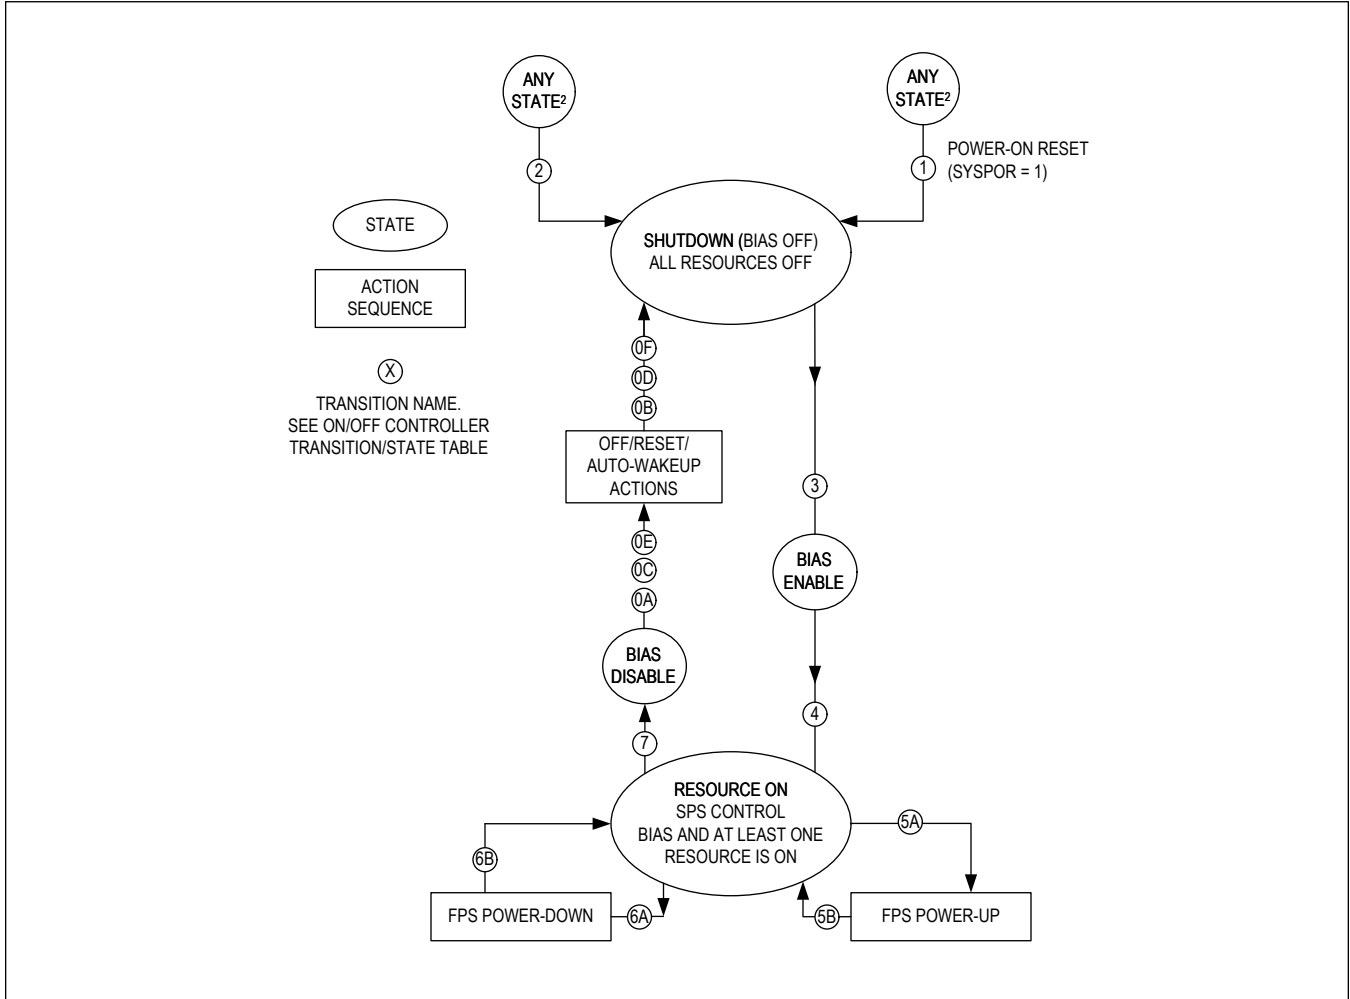 ANY
STATE²
ANY
STATE²
2
1
POWER-ON RESET
(SYSPOR = 1)
STATE
SHUTDOWN (BIAS OFF)
ALL RESOURCES OFF
ACTION
SEQUENCE
X
TRANSITION NAME.
SEE ON/OFF CONTROLLER
TRANSITION/STATE TABLE
0F
0D
0B
OFF/RESET/
AUTO-WAKEUP
ACTIONS
3
0E
0C
0A
BIAS
ENABLE
BIAS
DISABLE
4
7
RESOURCE ON
SPS CONTROL
BIAS AND AT LEAST ONE
RESOURCE IS ON
5A
6B
FPS POWER-DOWN
6A
5B
FPS POWER-UP